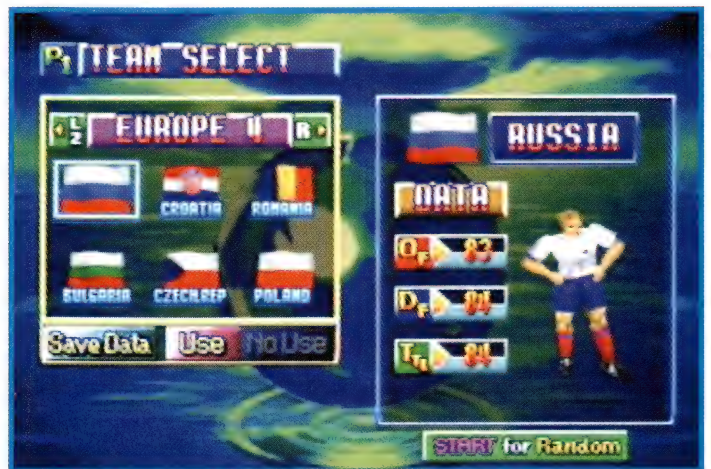 P1 TEAM SELECT
L2 EUROPE V R
CROATIA ROMANIA
BULGARIA CZECH.REP POLAND
Save Data Use No Use
RUSSIA
DATA
OF 83
DF 84
TTL 84
START for Random